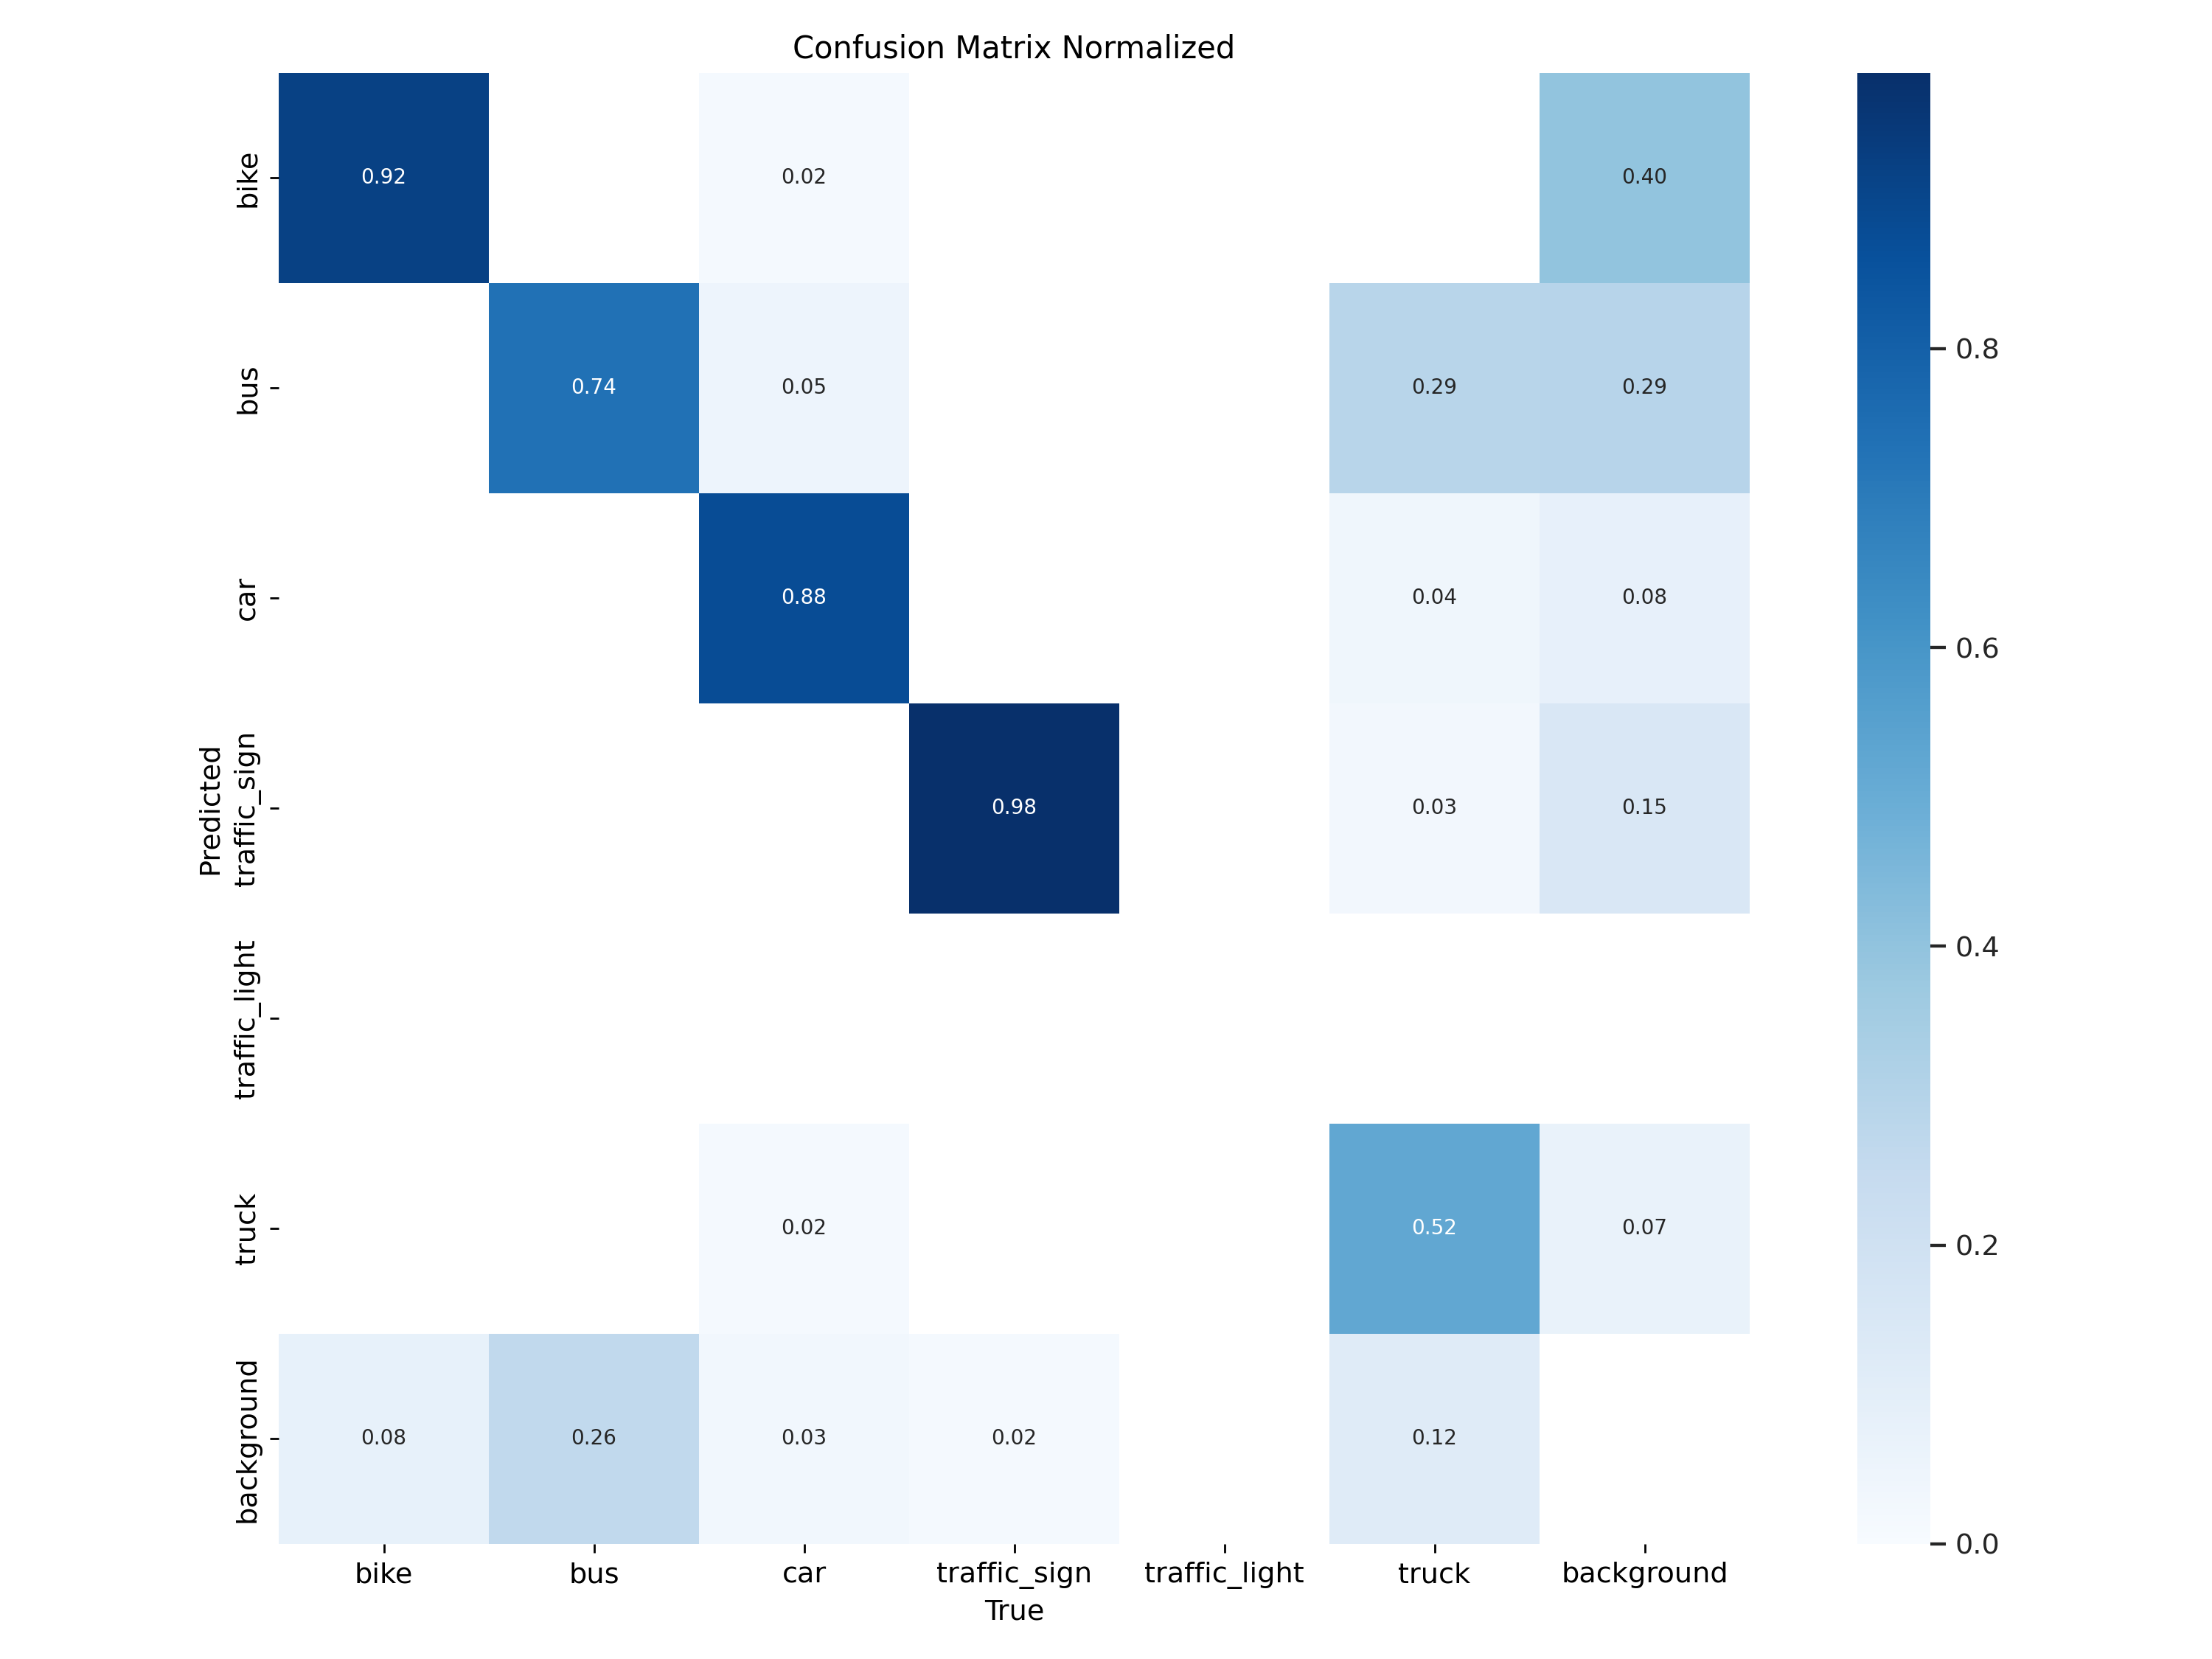 Confusion Matrix Normalized
bike
0.92
0.02
0.40
bus
0.74
0.05
0.29
0.29
0.8
car
0.88
0.04
0.08
0.6
Predicted
traffic_sign
0.98
0.03
0.15
0.4
traffic_light
truck
0.02
0.52
0.07
0.2
background
0.08
0.26
0.03
0.02
0.12
0.0
bike
bus
car
traffic_sign
traffic_light
truck
background
True